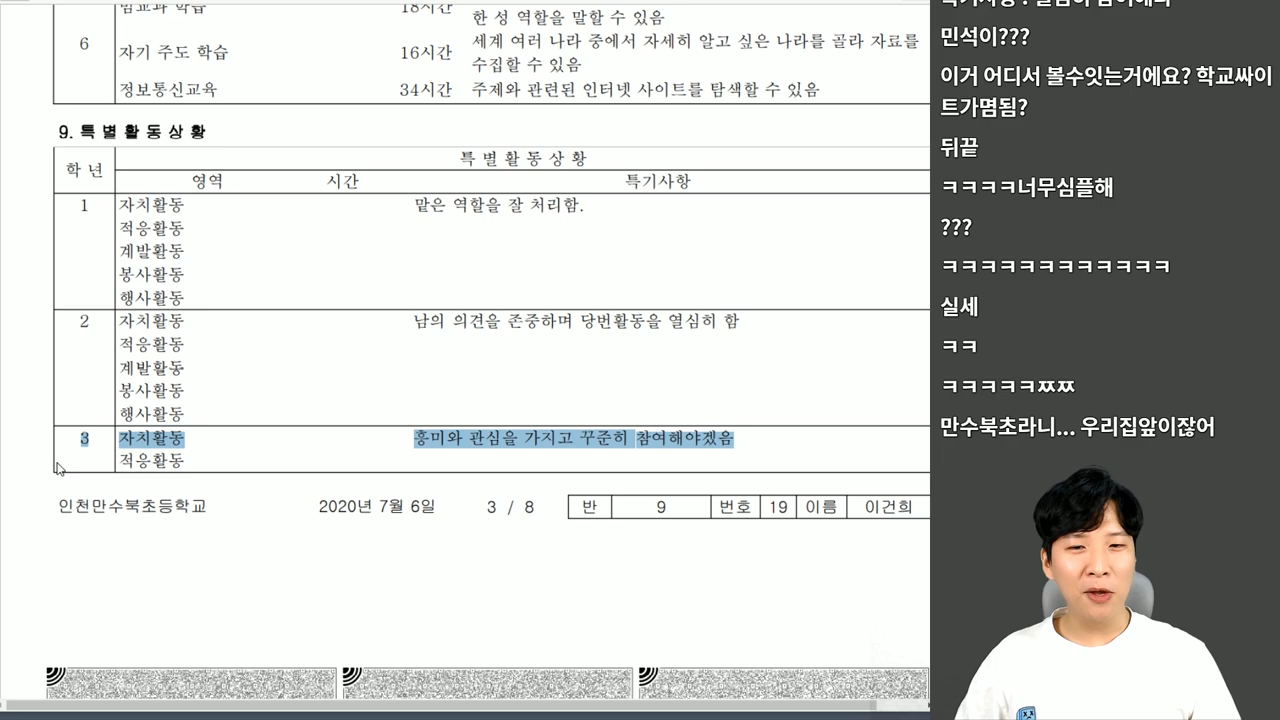 범교과 학습 18시간
한 성 역할을 말할 수 있음
6
자기 주도 학습 16시간 세계 여러 나라 중에서 자세히 알고 싶은 나라를 골라 자료를
수집할 수 있음
정보통신교육 34시간 주제와 관련된 인터넷 사이트를 탐색할 수 있음
9. 특 별 활 동 상 황
학 년 특 별 활 동 상 황
영역 시간 특기사항
1 자치활동 맡은 역할을 잘 처리함.
적응활동
계발활동
봉사활동
행사활동
2 자치활동 남의 의견을 존중하며 당번활동을 열심히 함
적응활동
계발활동
봉사활동
행사활동
3 자치활동 흥미와 관심을 가지고 꾸준히 참여해야겠음
적응활동
인천만수북초등학교 2020년 7월 6일 3 / 8 반 9 번호 19 이름 이건희
민석이???
이거 어디서 볼수잇는거에요? 학교싸이
트가몀됨?
뒤끝
ㅋㅋㅋㅋ너무심플해
???
ㅋㅋㅋㅋㅋㅋㅋㅋㅋㅋㅋㅋ
실세
ㅋㅋ
ㅋㅋㅋㅋㅋㅉㅉ
만수북초라니... 우리집앞이잖어